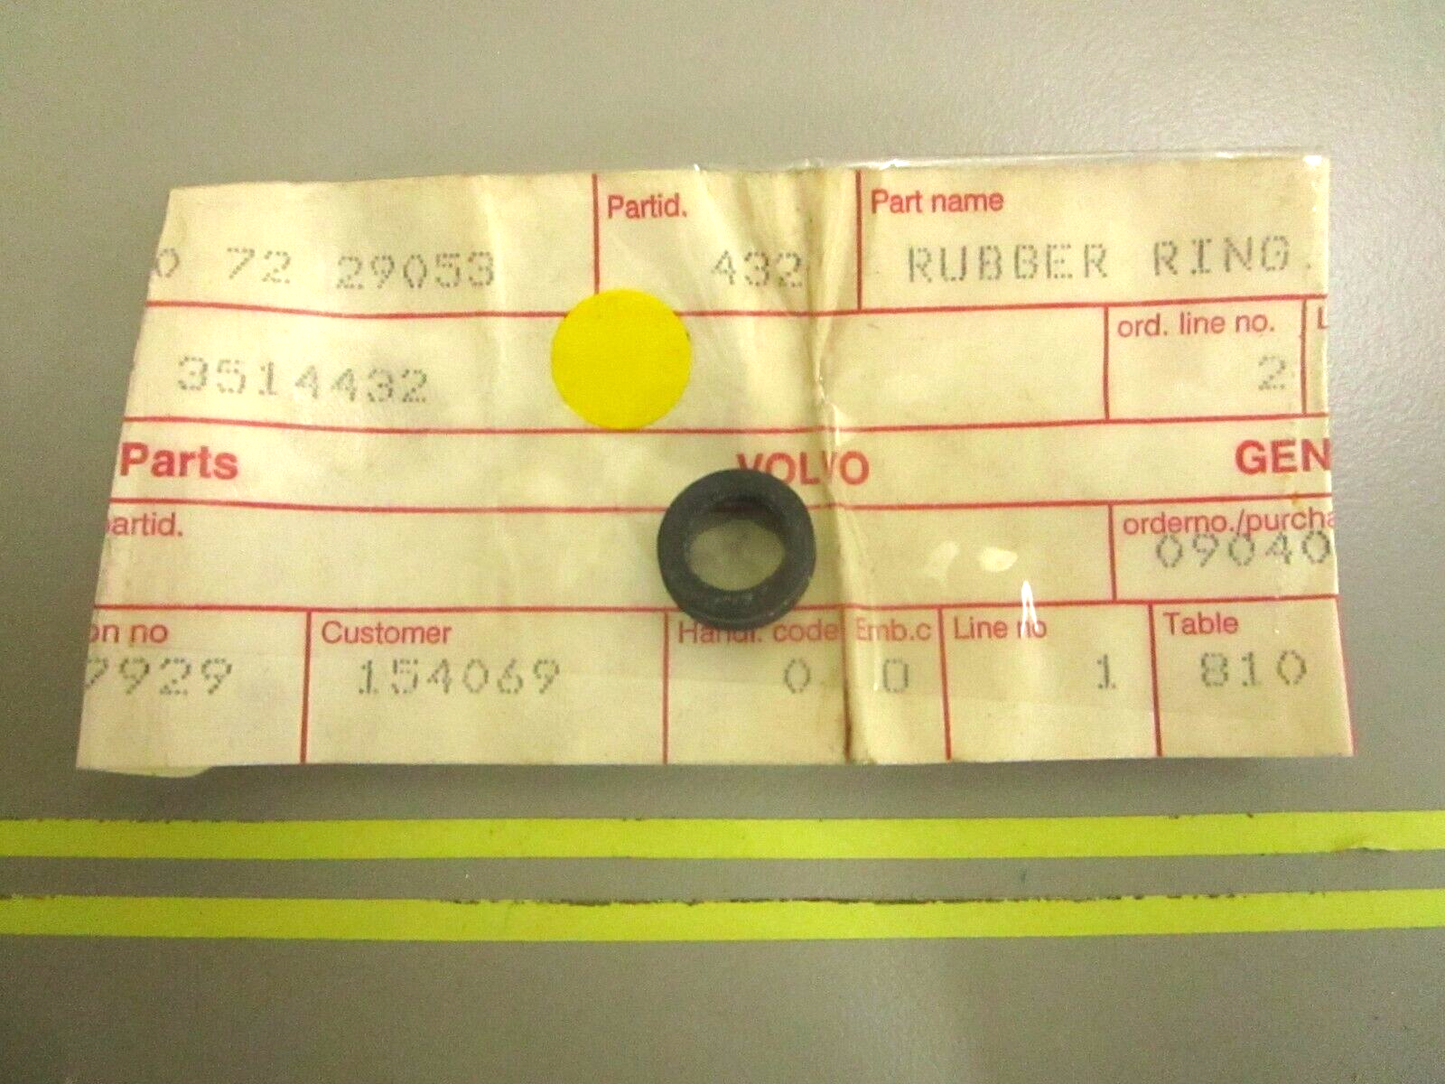 Partid. Part name
0 72 29053 432 RUBBER RING.
ord. line no. L
3514432 2
Parts VOLVO GEN
partid. orderno./purcha
09040
on no Customer Handl. code Emb.c Line no Table
7929 154069 0 0 1 810